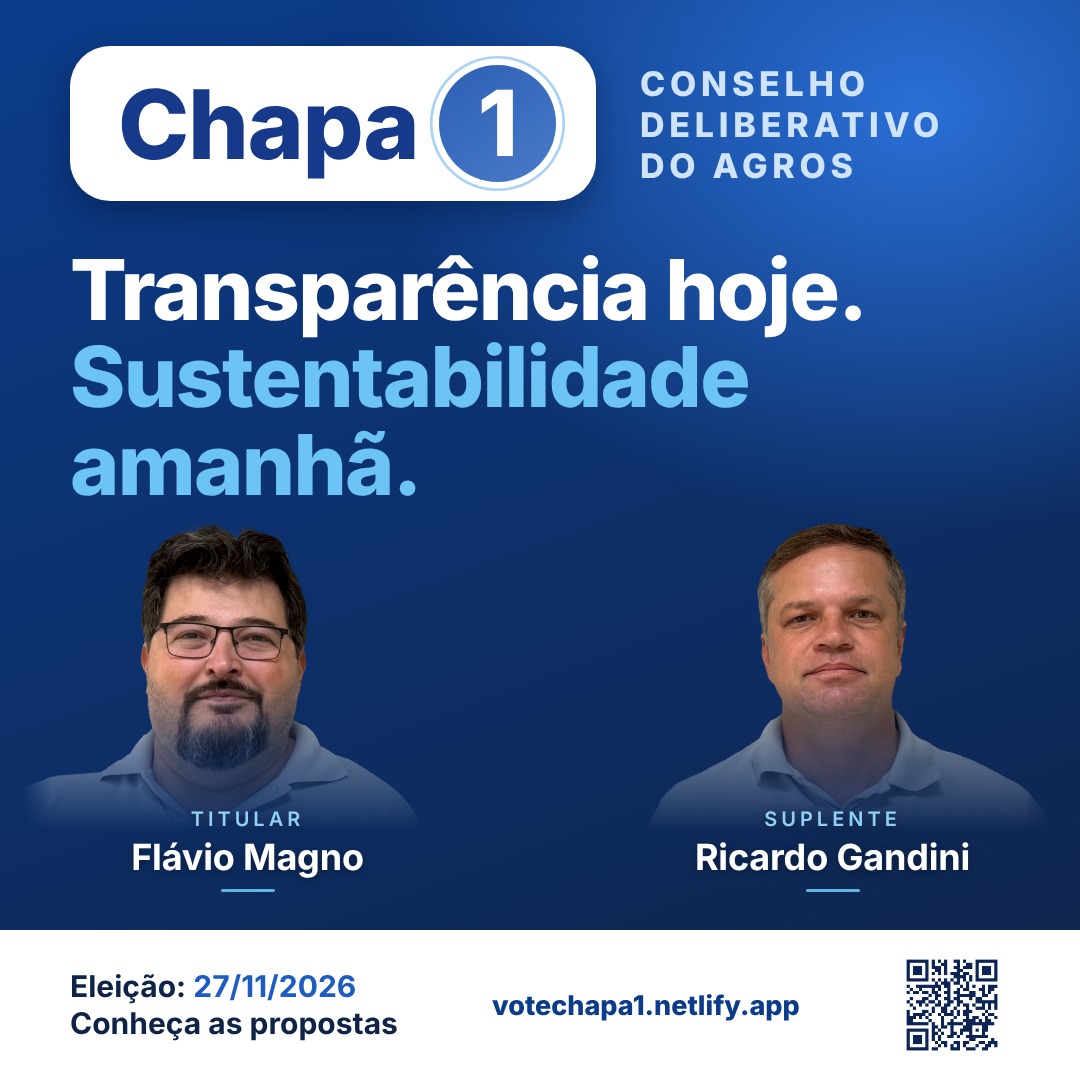 Chapa 1
CONSELHO
DELIBERATIVO
DO AGROS
Transparência hoje.
Sustentabilidade
amanhã.
TITULAR
Flávio Magno
SUPLENTE
Ricardo Gandini
Eleição: 27/11/2026
Conheça as propostas
votechapa1.netlify.app